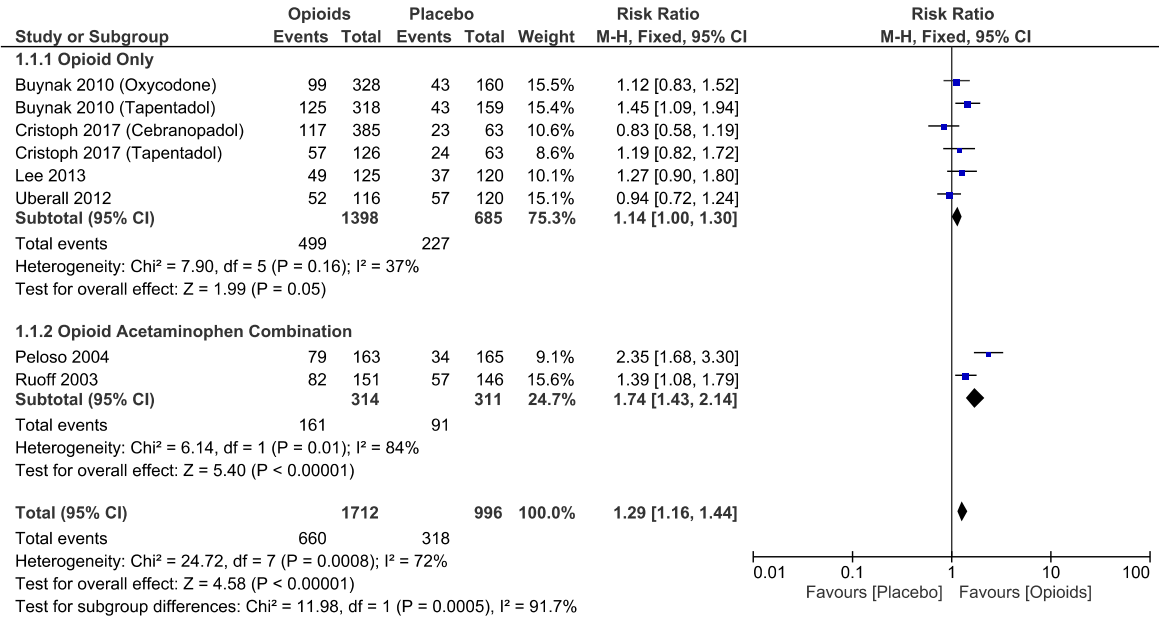 Opioids Placebo Risk Ratio Risk Ratio
Study or Subgroup Events Total Events Total Weight M-H, Fixed, 95% CI M-H, Fixed, 95% CI
1.1.1 Opioid Only
Buynak 2010 (Oxycodone) 99 328 43 160 15.5% 1.12 [0.83, 1.52]
Buynak 2010 (Tapentadol) 125 318 43 159 15.4% 1.45 [1.09, 1.94]
Cristoph 2017 (Cebranopadol) 117 385 23 63 10.6% 0.83 [0.58, 1.19]
Cristoph 2017 (Tapentadol) 57 126 24 63 8.6% 1.19 [0.82, 1.72]
Lee 2013 49 125 37 120 10.1% 1.27 [0.90, 1.80]
Uberall 2012 52 116 57 120 15.1% 0.94 [0.72, 1.24]
Subtotal (95% CI) 1398 685 75.3% 1.14 [1.00, 1.30]
Total events 499 227
Heterogeneity: Chi² = 7.90, df = 5 (P = 0.16); I² = 37%
Test for overall effect: Z = 1.99 (P = 0.05)
1.1.2 Opioid Acetaminophen Combination
Peloso 2004 79 163 34 165 9.1% 2.35 [1.68, 3.30]
Ruoff 2003 82 151 57 146 15.6% 1.39 [1.08, 1.79]
Subtotal (95% CI) 314 311 24.7% 1.74 [1.43, 2.14]
Total events 161 91
Heterogeneity: Chi² = 6.14, df = 1 (P = 0.01); I² = 84%
Test for overall effect: Z = 5.40 (P < 0.00001)
Total (95% CI) 1712 996 100.0% 1.29 [1.16, 1.44]
Total events 660 318
Heterogeneity: Chi² = 24.72, df = 7 (P = 0.0008); I² = 72%
Test for overall effect: Z = 4.58 (P < 0.00001)
Test for subgroup differences: Chi² = 11.98, df = 1 (P = 0.0005), I² = 91.7%
0.01 0.1 1 10 100
Favours [Placebo] Favours [Opioids]